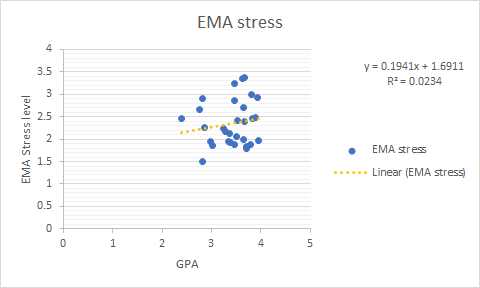 EMA stress
4
3.5
3
2.5
2
1.5
1
0.5
0
0 1 2 3 4 5
EMA Stress level
GPA
y = 0.1941x + 1.6911
R² = 0.0234
EMA stress
Linear (EMA stress)